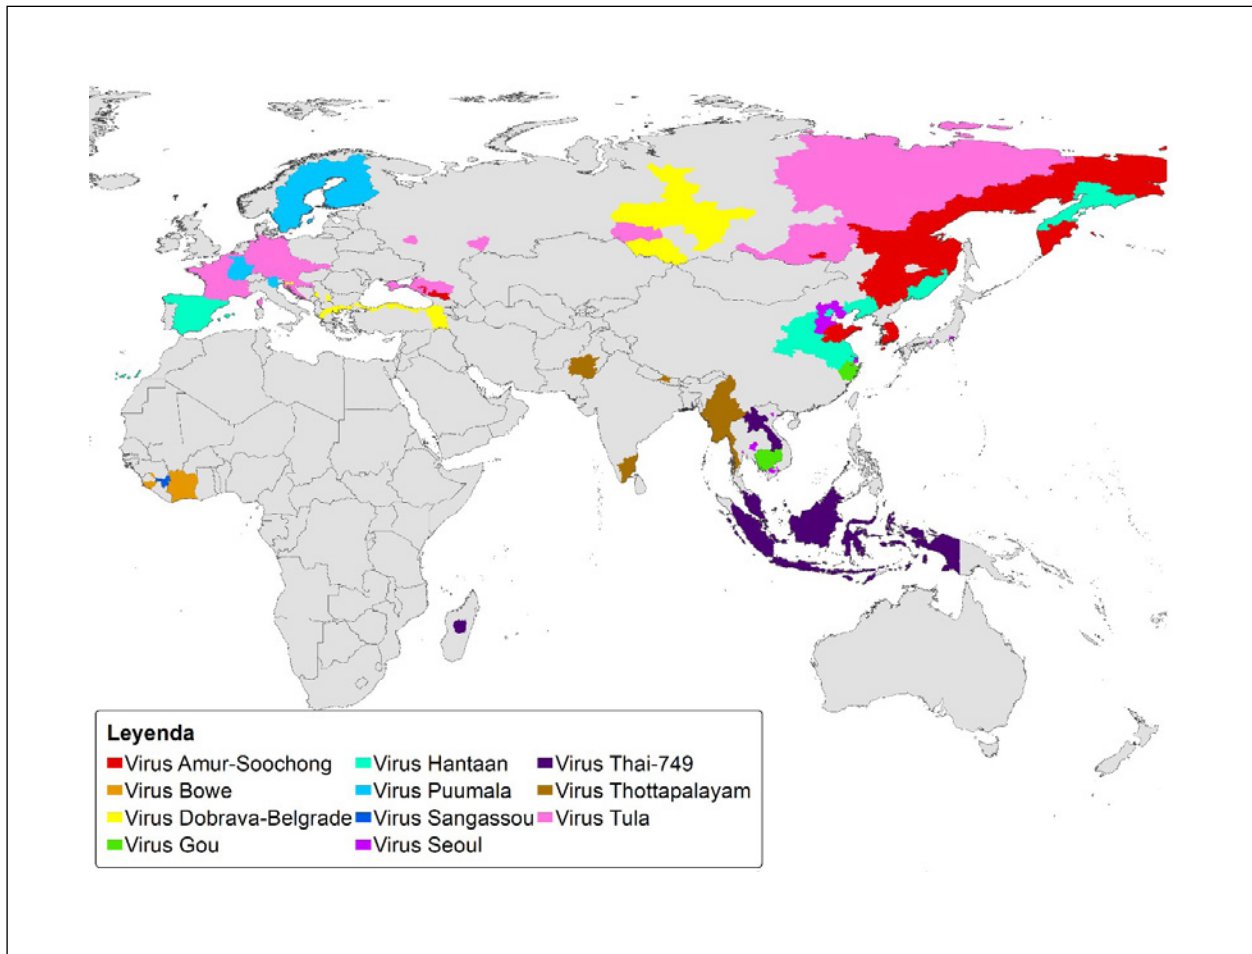 Leyenda
Virus Amur-Soochong Virus Hantaan Virus Thai-749
Virus Bowe Virus Puumala Virus Thottapalayam
Virus Dobrava-Belgrade Virus Sangassou Virus Tula
Virus Gou Virus Seoul